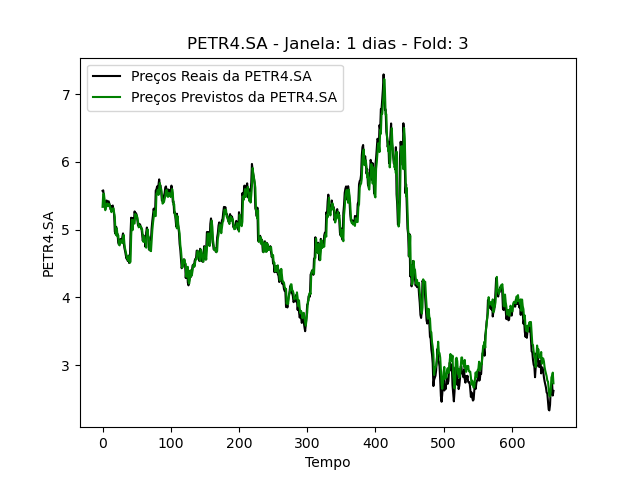 PETR4.SA - Janela: 1 dias - Fold: 3
Preços Reais da PETR4.SA
Preços Previstos da PETR4.SA
7
6
5
4
3
PETR4.SA
0 100 200 300 400 500 600
Tempo